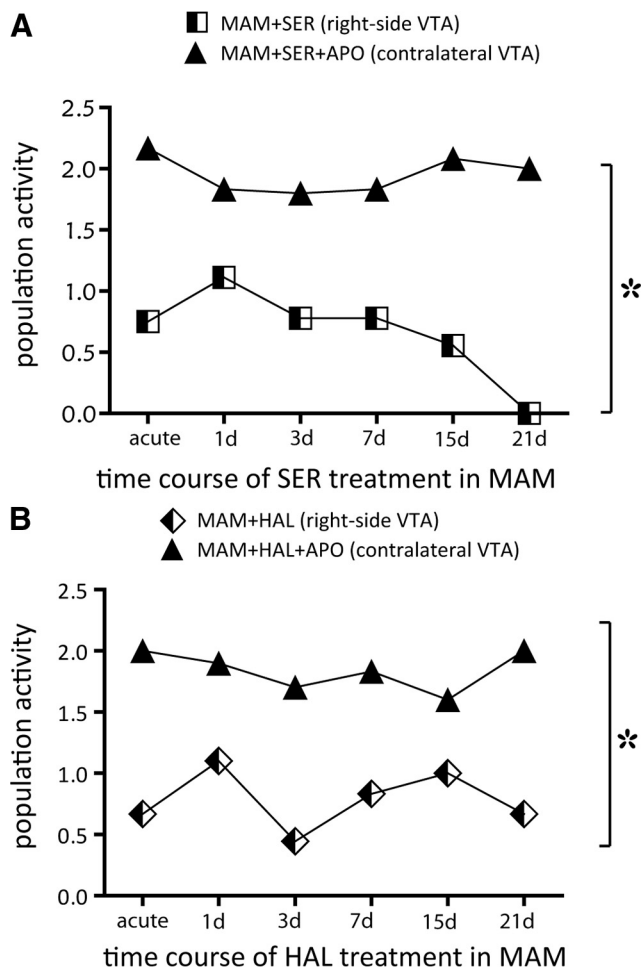 A
MAM+SER (right-side VTA)
MAM+SER+APO (contralateral VTA)
population activity
2.5
2.0
1.5
1.0
0.5
0.0
acute 1d 3d 7d 15d 21d
*
time course of SER treatment in MAM
B
MAM+HAL (right-side VTA)
MAM+HAL+APO (contralateral VTA)
population activity
2.5
2.0
1.5
1.0
0.5
0.0
acute 1d 3d 7d 15d 21d
*
time course of HAL treatment in MAM